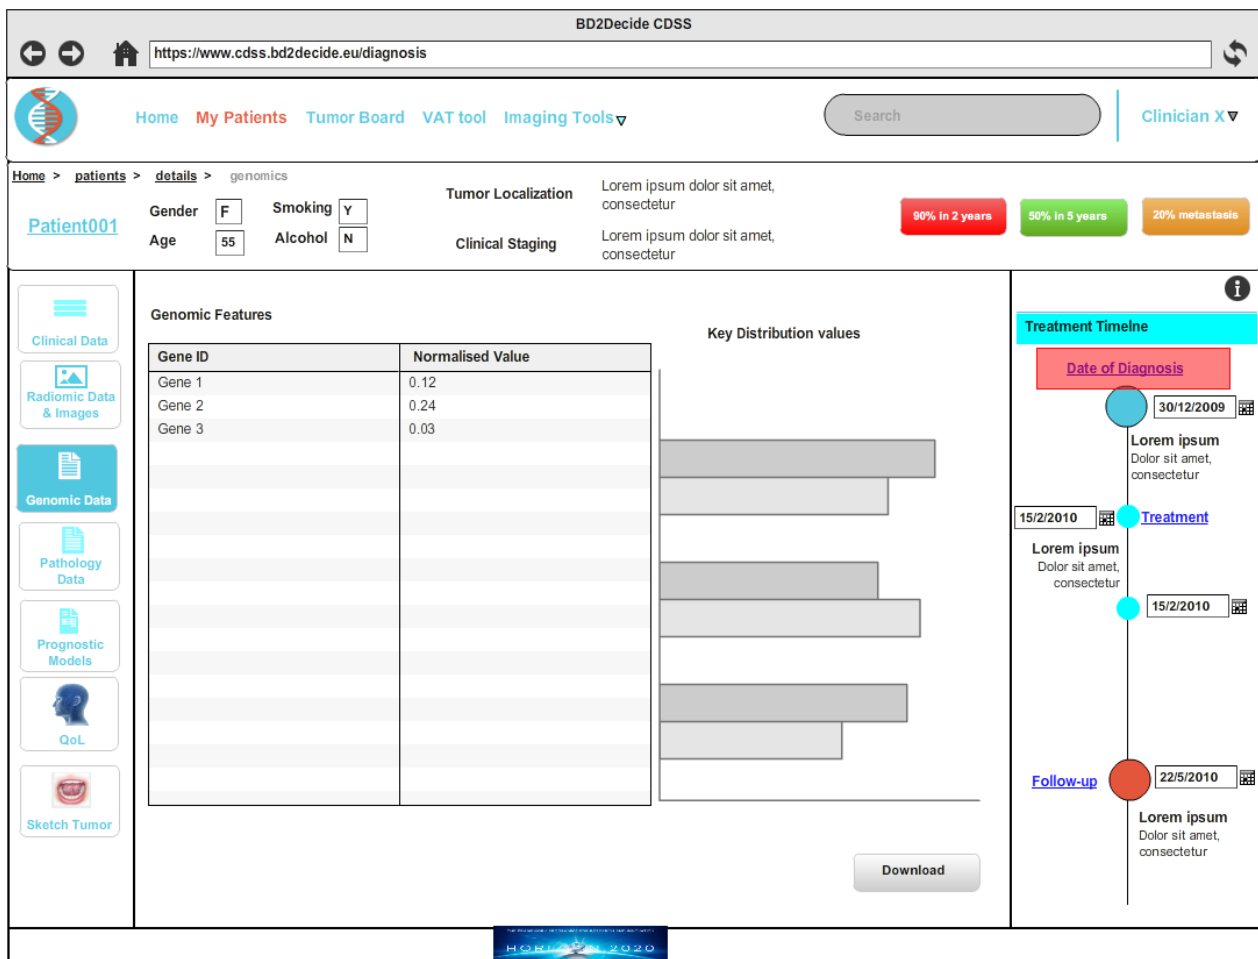 BD2Decide CDSS
https://www.cdss.bd2decide.eu/diagnosis
Home My Patients Tumor Board VAT tool Imaging Tools
Search
Clinician X
Home > patients > details > genomics
Patient001
Gender F Smoking Y
Age 55 Alcohol N
Tumor Localization
Lorem ipsum dolor sit amet,
consectetur
Clinical Staging
Lorem ipsum dolor sit amet,
consectetur
90% in 2 years
50% in 5 years
20% metastasis
Clinical Data
Radiomic Data
& Images
Genomic Data
Pathology
Data
Prognostic
Models
QoL
Sketch Tumor
Genomic Features
Gene ID Normalised Value
Gene 1 0.12
Gene 2 0.24
Gene 3 0.03
Key Distribution values
Download
Treatment Timelne
Date of Diagnosis
30/12/2009
Lorem ipsum
Dolor sit amet,
consectetur
15/2/2010 Treatment
Lorem ipsum
Dolor sit amet,
consectetur
15/2/2010
Follow-up 22/5/2010
Lorem ipsum
Dolor sit amet,
consectetur
HORIZON 2020